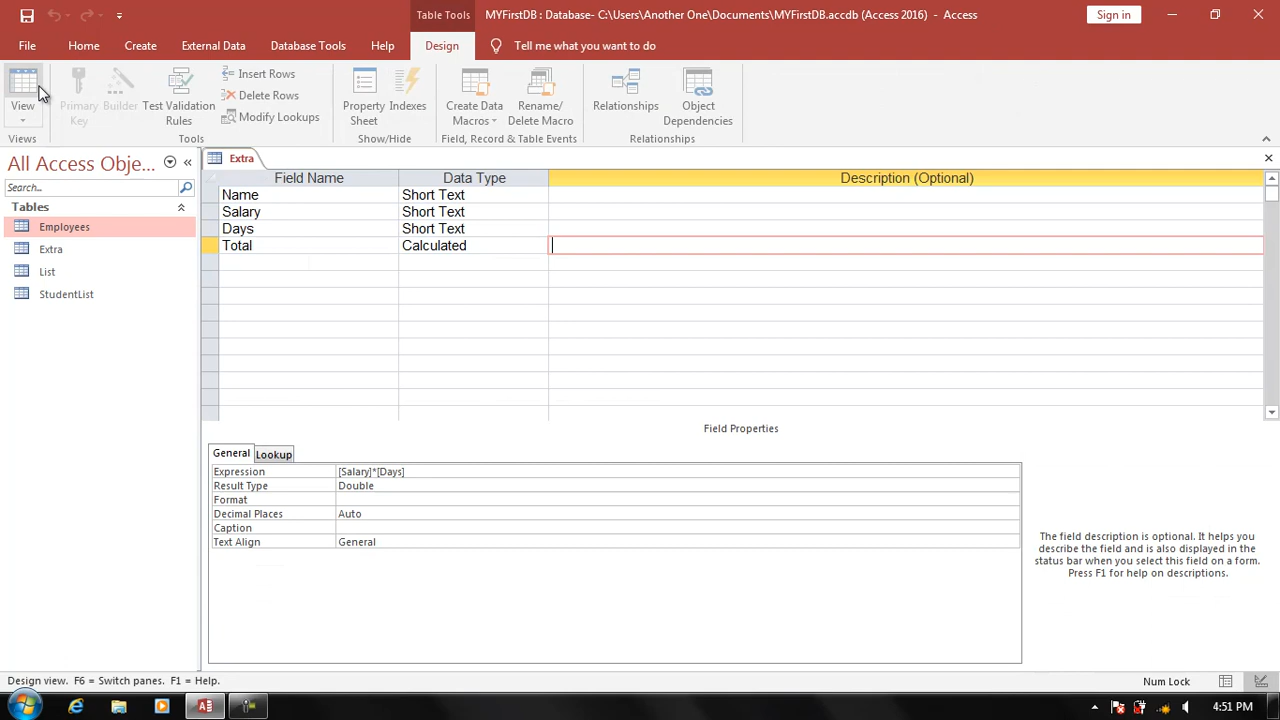 Table Tools
MYFirstDB : Database- C:\Users\Another One\Documents\MYFirstDB.accdb (Access 2016) - Access
Sign in
File Home Create External Data Database Tools Help Design Tell me what you want to do
View
Primary Key
Builder
Test Validation Rules
Insert Rows
Delete Rows
Modify Lookups
Property Sheet
Indexes
Create Data Macros
Rename/ Delete Macro
Relationships
Object Dependencies
Views Tools Show/Hide Field, Record & Table Events Relationships
All Access Obje...
Search...
Tables
Employees
Extra
List
StudentList
Extra
Field Name Data Type Description (Optional)
Name Short Text
Salary Short Text
Days Short Text
Total Calculated
Field Properties
General Lookup
Expression [Salary]*[Days]
Result Type Double
Format
Decimal Places Auto
Caption
Text Align General
The field description is optional. It helps you
describe the field and is also displayed in the
status bar when you select this field on a form.
Press F1 for help on descriptions.
Design view. F6 = Switch panes. F1 = Help.
Num Lock
4:51 PM